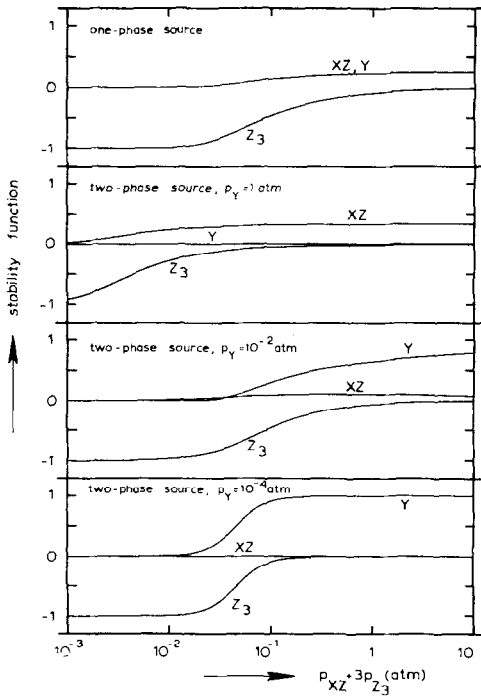 1
one-phase source
XZ, Y
0
Z3
-1
1
two-phase source, pY=1 atm
XZ
Y
0
Z3
-1
1
two-phase source, pY=10^-2 atm
Y
XZ
0
Z3
-1
two-phase source, pY=10^-4 atm
1
Y
XZ
0
Z3
-1
10^-3 10^-2 10^-1 1 10
pXZ+3pZ3 (atm)
stability function